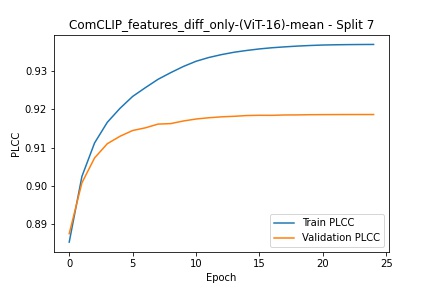 ComCLIP_features_diff_only-(ViT-16)-mean - Split 7
PLCC
0.93
0.92
0.91
0.90
0.89
Train PLCC
Validation PLCC
0 5 10 15 20 25
Epoch